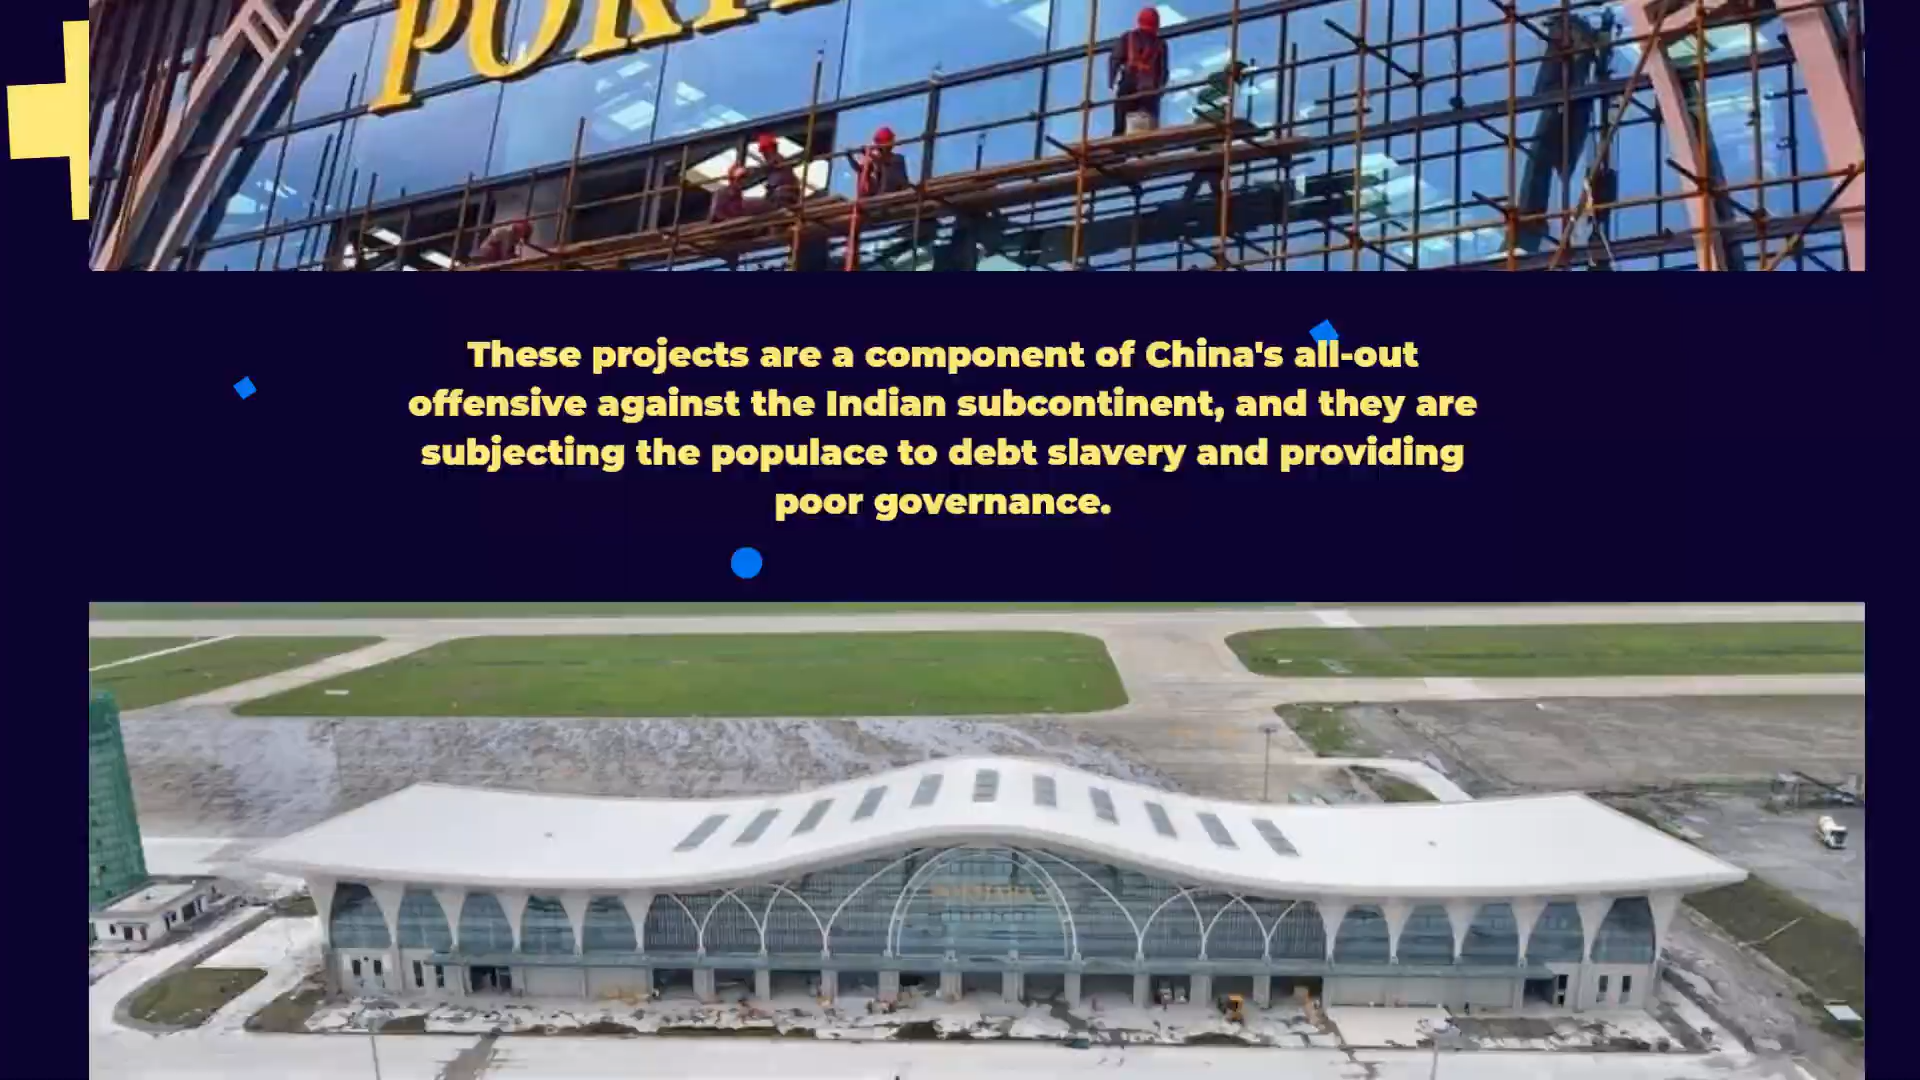 These projects are a component of China's all-out
offensive against the Indian subcontinent, and they are
subjecting the populace to debt slavery and providing
poor governance.